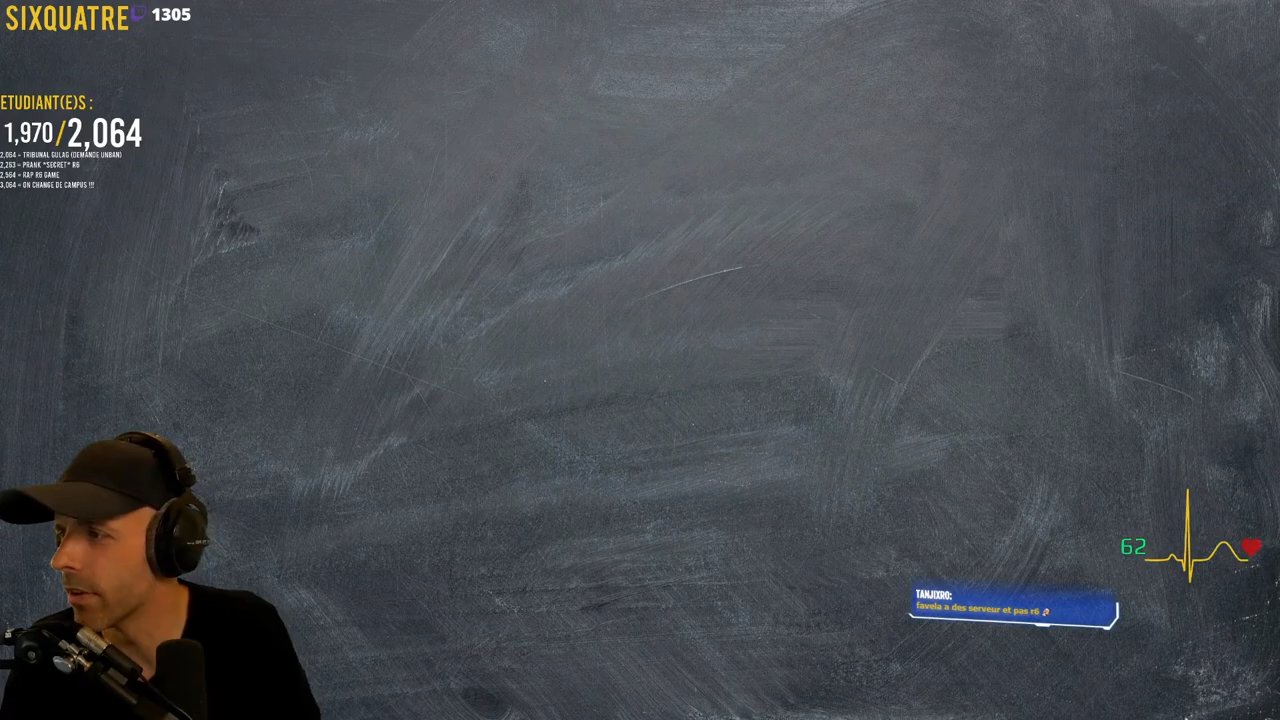 SIXQUATRE 1305
ETUDIANT(E)S :
1,970/2,064
2,064 = TRIBUNAL GULAG (DEMANDE UNBAN)
2,263 = PRANK *SECRET* R6
2,564 = RAP R6 GAME
3,064 = ON CHANGE DE CAMPUS !!!
62
TANJIXRO:
favela a des serveur et pas r6